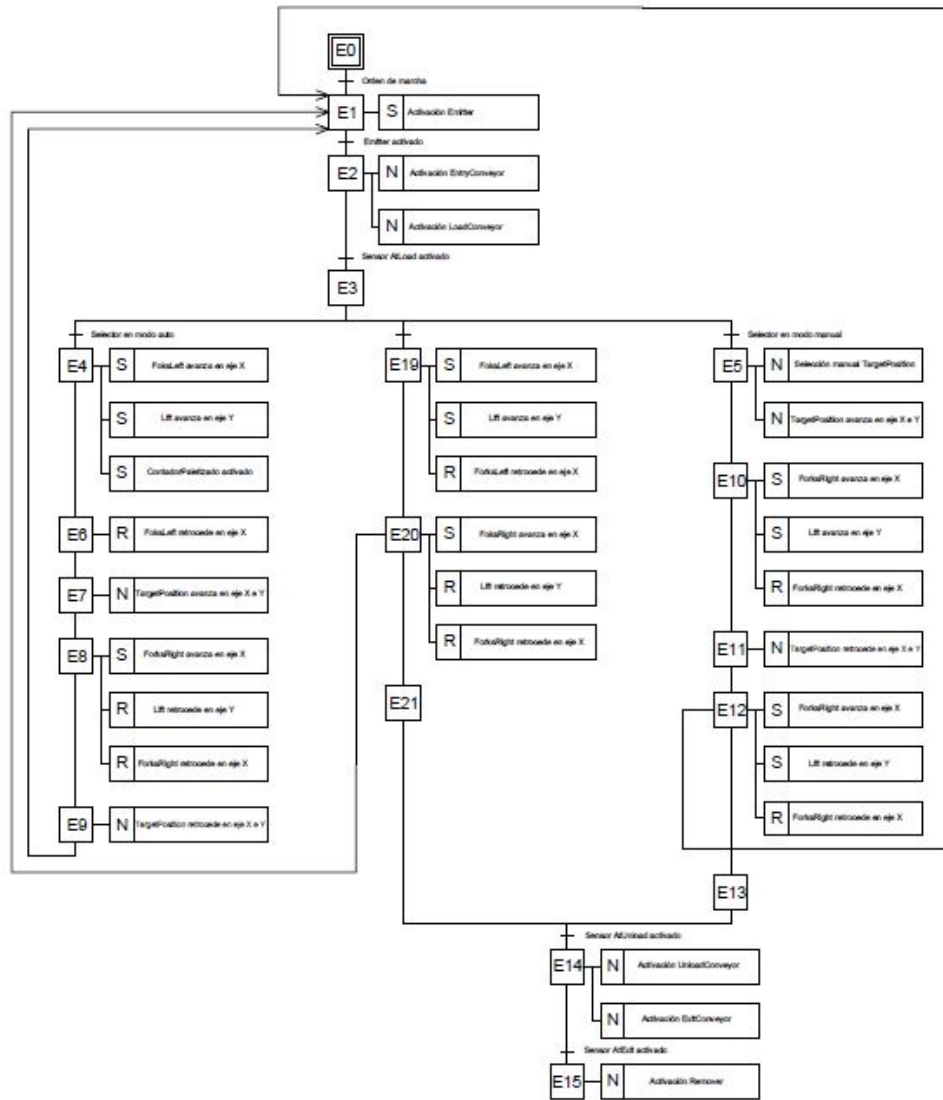 E0
Orden de marcha
E1 S Activación Emitter
Emitter activado
E2 N Activación EntryConveyor
N Activación LoadConveyor
Sensor AtLoad activado
E3
Selector en modo auto
Selector en modo manual
E4 S FoksLeft avanza en eje X
S Lift avanza en eje Y
S ContadorPaletizado activado
E19 S FoksLeft avanza en eje X
S Lift avanza en eje Y
R ForksLeft retrocede en eje X
E5 N Selección manual TargetPosition
N TargetPosition avanza en eje X e Y
E10 S ForksRight avanza en eje X
S Lift avanza en eje Y
R ForksRight retrocede en eje X
E6 R FoksLeft retrocede en eje X
E20 S FoksRight avanza en eje X
R Lift retrocede en eje Y
R ForksRight retrocede en eje X
E7 N TargetPosition avanza en eje X e Y
E8 S ForksRight avanza en eje X
R Lift retrocede en eje Y
R ForksRight retrocede en eje X
E11 N TargetPosition retrocede en eje X e Y
E21
E12 S ForksRight avanza en eje X
S Lift retrocede en eje Y
R ForksRight retrocede en eje X
E9 N TargetPosition retrocede en eje X e Y
E13
Sensor AtUnload activado
E14 N Activación UnloadConveyor
N Activación ExitConveyor
Sensor AtExit activado
E15 N Activación Remover